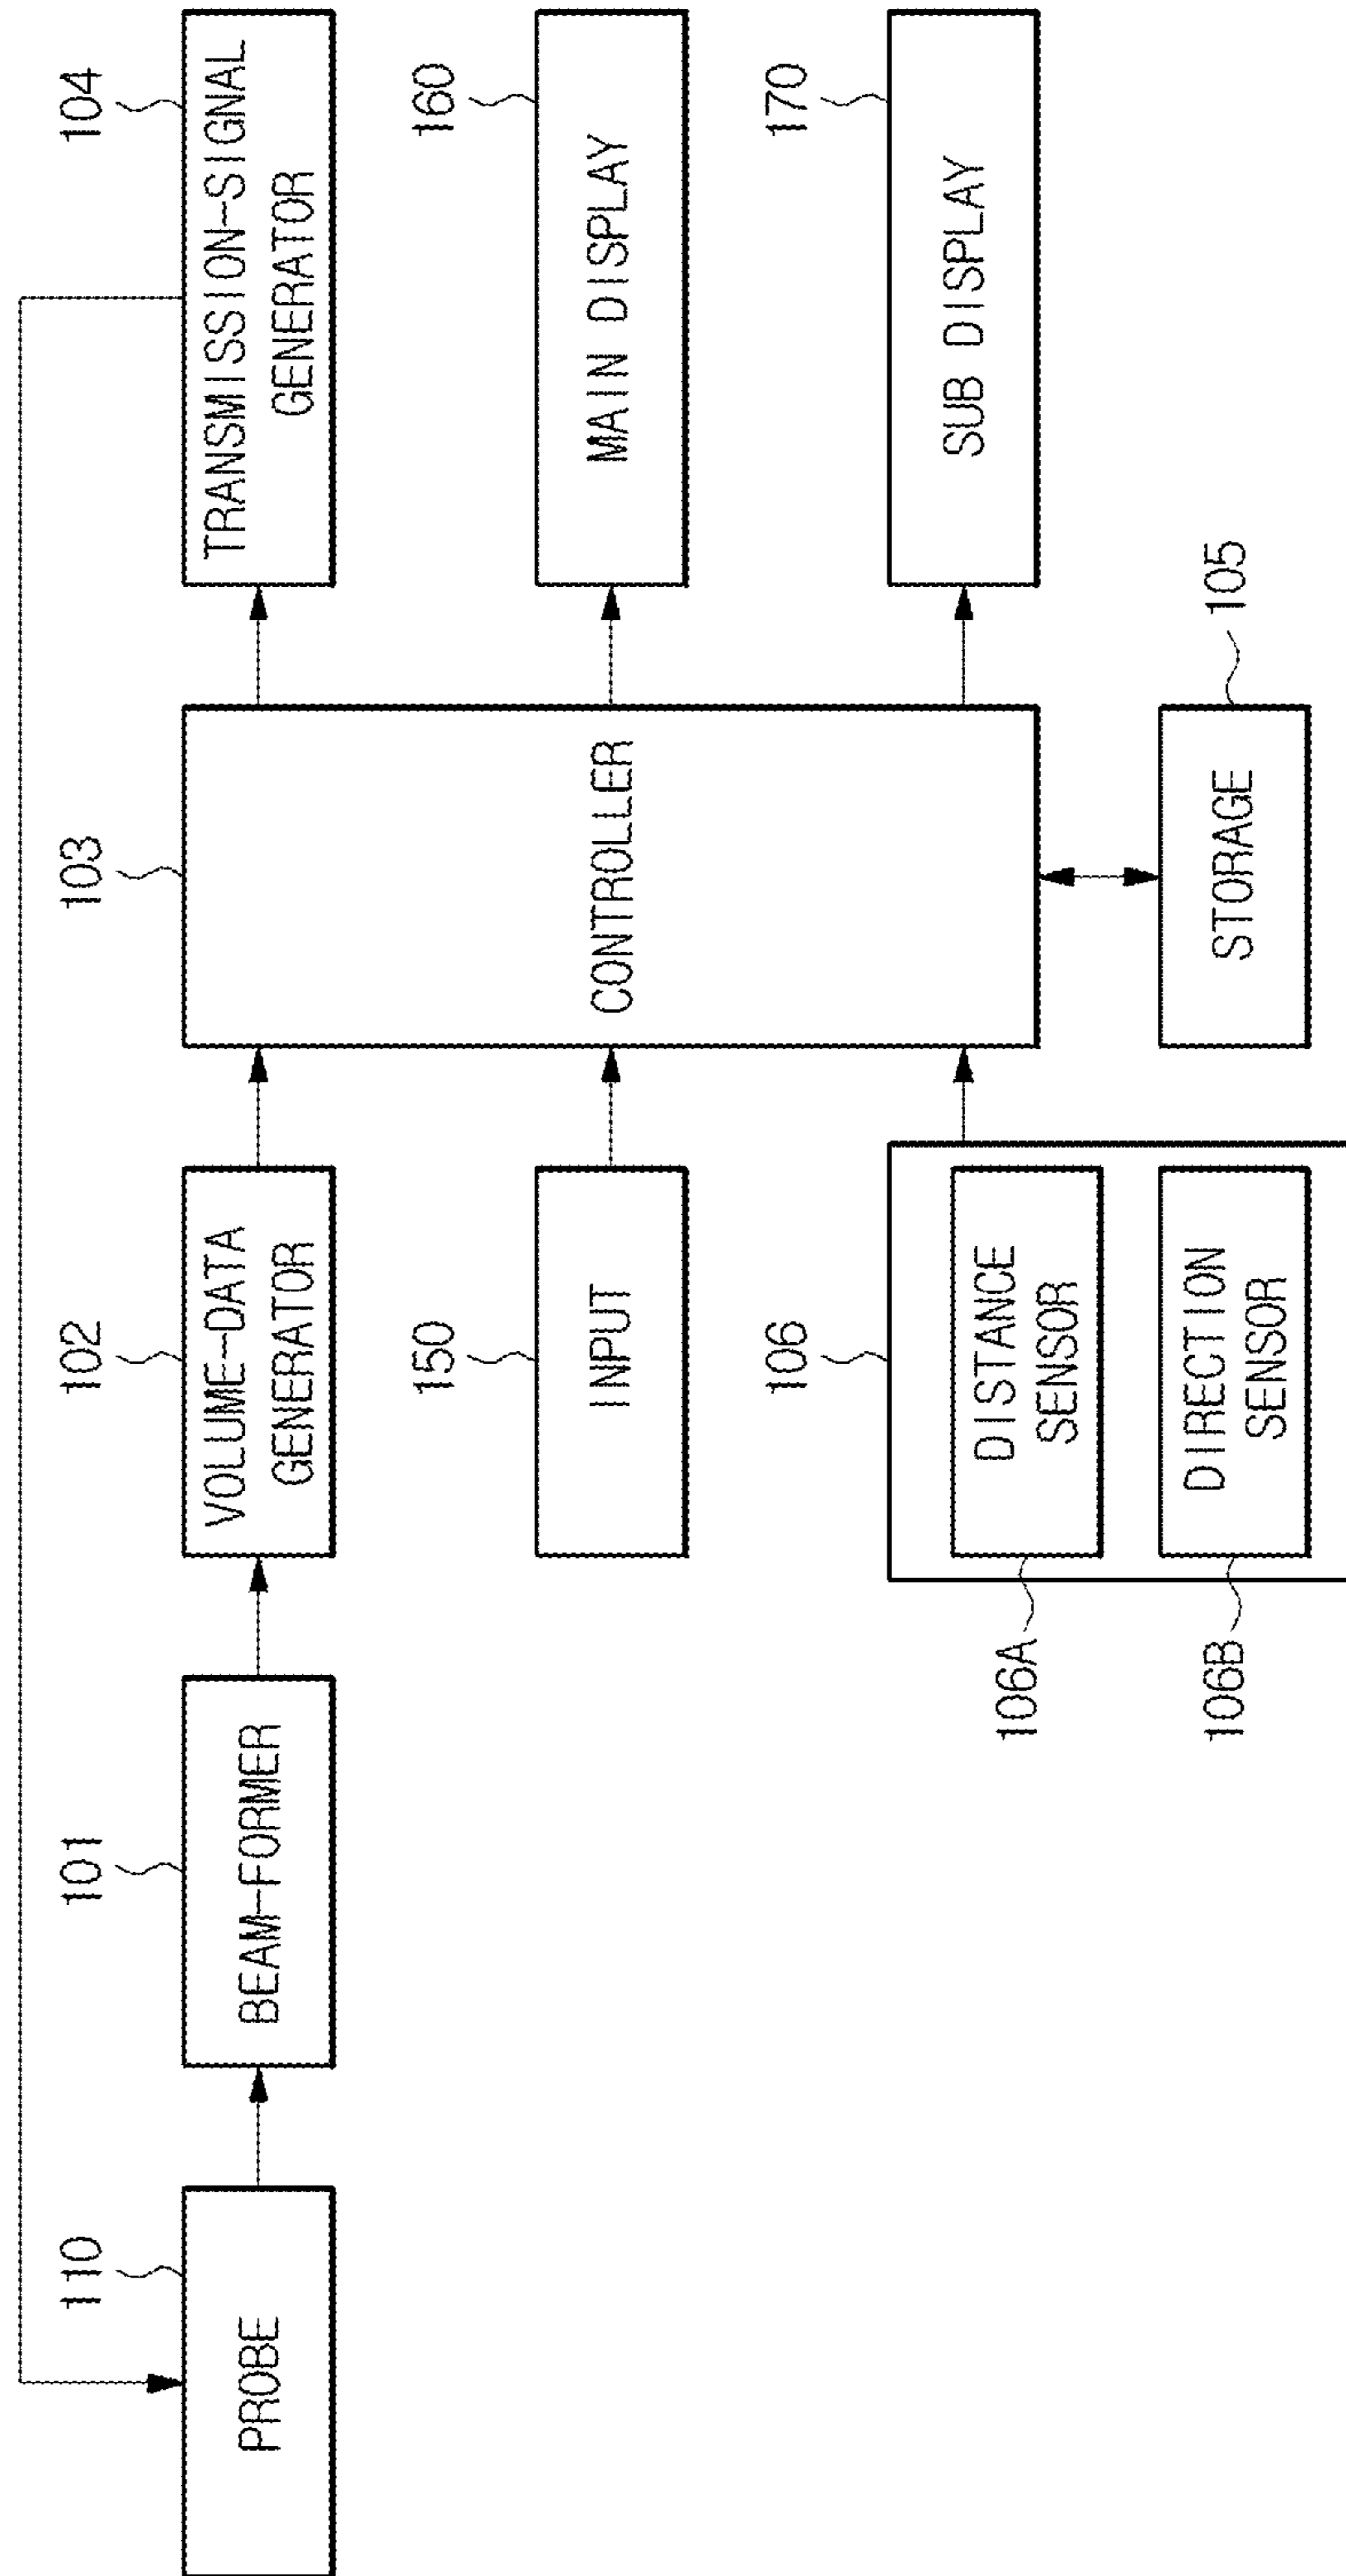 110
PROBE
101
BEAM-FORMER
102
VOLUME-DATA
GENERATOR
103
CONTROLLER
104
TRANSMISSION-SIGNAL
GENERATOR
150
INPUT
160
MAIN DISPLAY
106
106A
DISTANCE
SENSOR
106B
DIRECTION
SENSOR
170
SUB DISPLAY
STORAGE
105